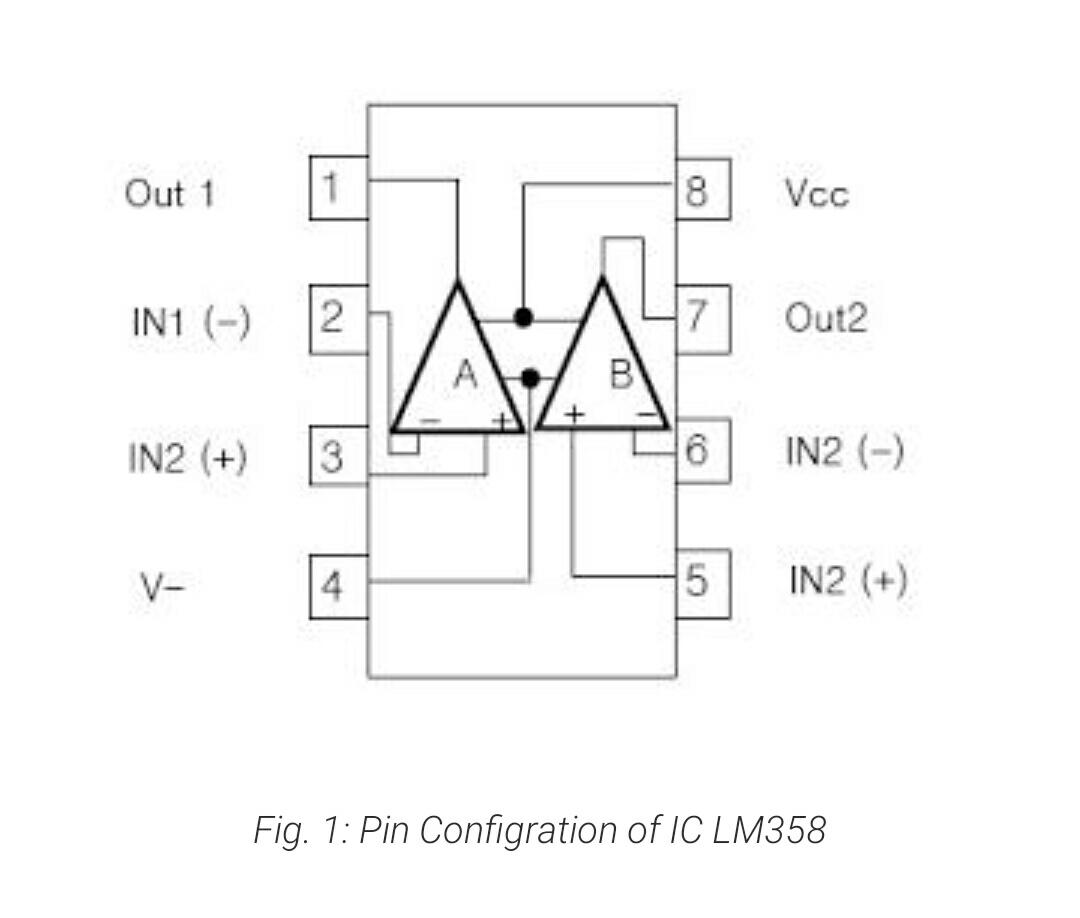 Out 1 1 8 Vcc
IN1 (−) 2 7 Out2
A B
− + + −
IN2 (+) 3 6 IN2 (−)
V− 4 5 IN2 (+)
Fig. 1: Pin Configration of IC LM358